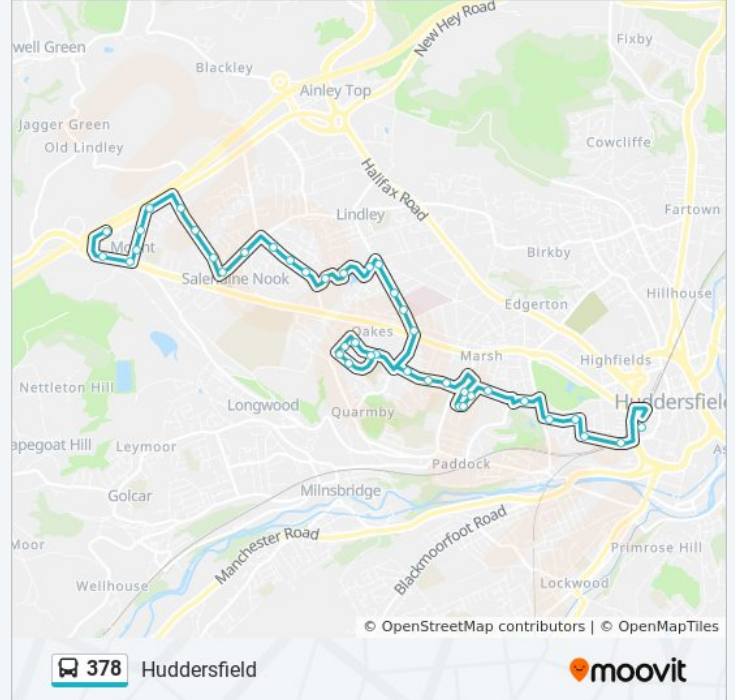 New Hey Road
Fixby
well Green
Blackley
Ainley Top
Jagger Green
Old Lindley
Cowcliffe
Halifax Road
Lindley
Fartown
Mount
Birkby
Salendine Nook
Hillhouse
Edgerton
Oakes
Marsh
Highfields
Nettleton Hill
Longwood
Huddersfield
Quarmby
apegoat Hill
Leymoor
Paddock
As
Golcar
Milnsbridge
Moor
Manchester Road
Blackmoorfoot Road
Primrose Hill
Wellhouse
Lockwood
© OpenStreetMap contributors | © OpenMapTiles
378 Huddersfield
moovit